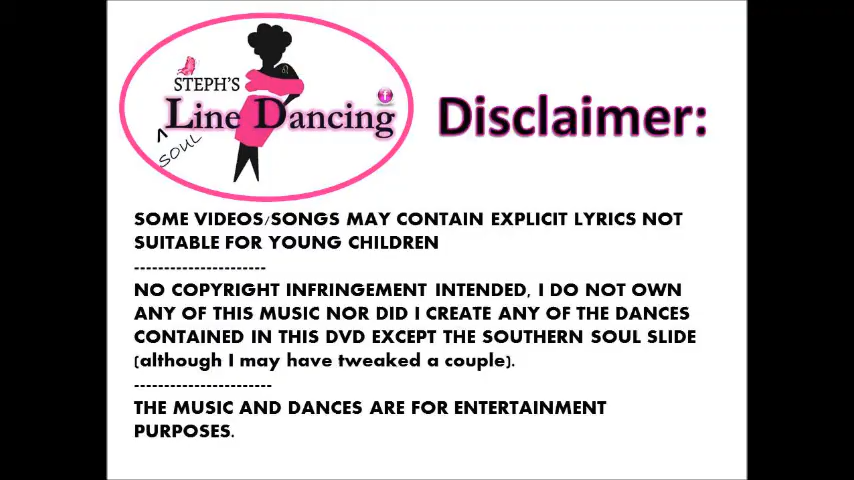 STEPH'S
Line Dancing
^
SOUL
Disclaimer:
SOME VIDEOS/SONGS MAY CONTAIN EXPLICIT LYRICS NOT
SUITABLE FOR YOUNG CHILDREN
----------------------
NO COPYRIGHT INFRINGEMENT INTENDED, I DO NOT OWN
ANY OF THIS MUSIC NOR DID I CREATE ANY OF THE DANCES
CONTAINED IN THIS DVD EXCEPT THE SOUTHERN SOUL SLIDE
(although I may have tweaked a couple).
-----------------------
THE MUSIC AND DANCES ARE FOR ENTERTAINMENT
PURPOSES.